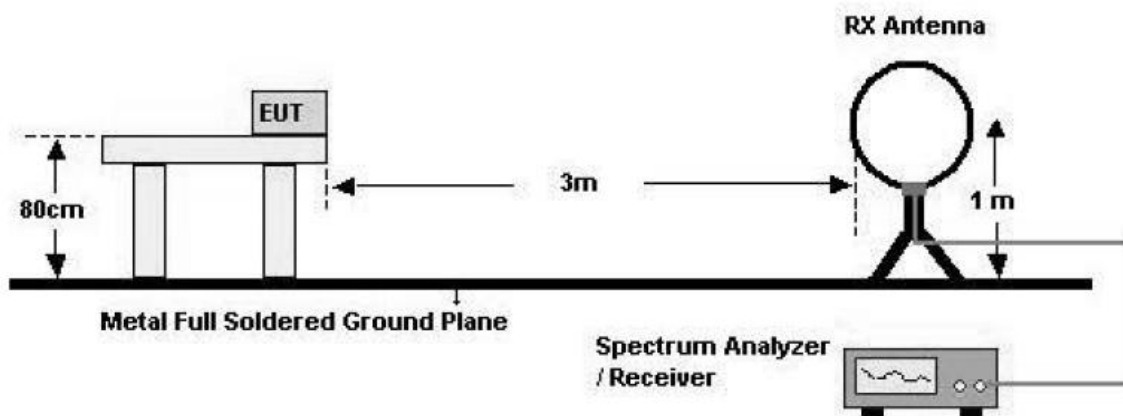 RX Antenna
EUT
80cm
3m
1 m
Metal Full Soldered Ground Plane
Spectrum Analyzer
/ Receiver